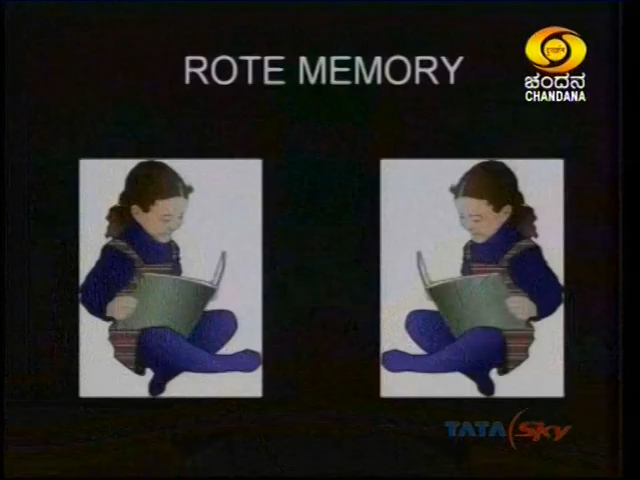 ROTE MEMORY
ಚಂದನ
CHANDANA
TATA Sky